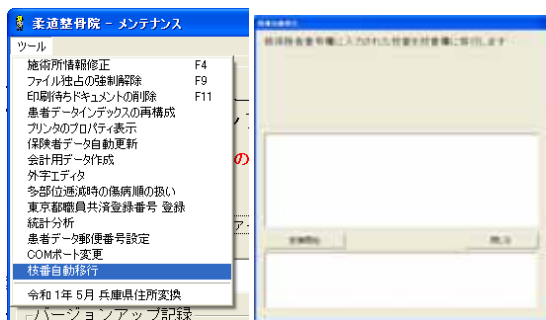 柔道整骨院 - メンテナンス
ツール
施術所情報修正 F4
ファイル独占の強制解除 F9
印刷待ちドキュメントの削除 F11
患者データインデックスの再構成
プリンタのプロパティ表示
保険者データ自動更新
会計用データ作成
外字エディタ
多部位逓減時の傷病順の扱い
東京都職員共済登録番号 登録
統計分析
患者データ郵便番号設定
COMポート変更
枝番自動移行
令和1年5月 兵庫県住所変換
の
バージョンアップ記録
被保険者番号欄に入力された枝番を枝番欄に移行します
閉じる